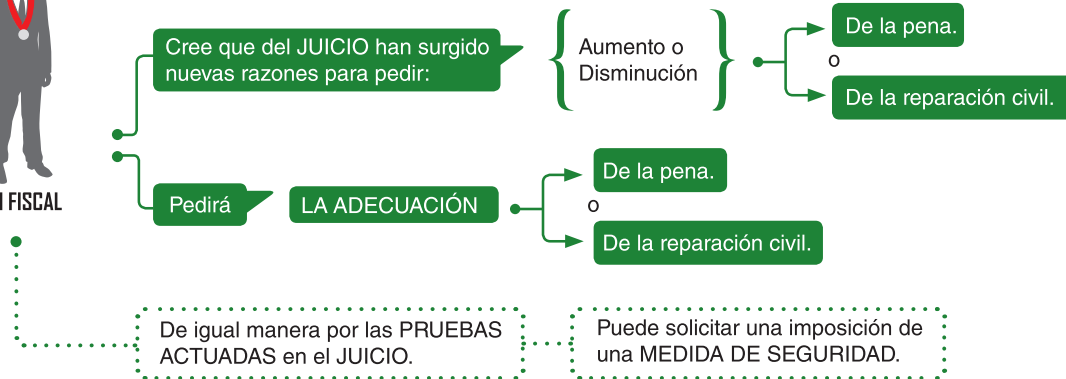 Cree que del JUICIO han surgido
nuevas razones para pedir:
Aumento o
Disminución
De la pena.
o
De la reparación civil.
FISCAL
Pedirá
LA ADECUACIÓN
De la pena.
o
De la reparación civil.
De igual manera por las PRUEBAS
ACTUADAS en el JUICIO.
Puede solicitar una imposición de
una MEDIDA DE SEGURIDAD.